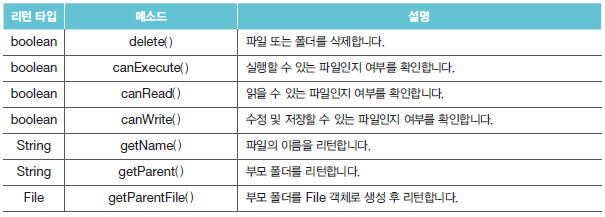 리턴 타입 메소드 설명
boolean delete() 파일 또는 폴더를 삭제합니다.
boolean canExecute() 실행할 수 있는 파일인지 여부를 확인합니다.
boolean canRead() 읽을 수 있는 파일인지 여부를 확인합니다.
boolean canWrite() 수정 및 저장할 수 있는 파일인지 여부를 확인합니다.
String getName() 파일의 이름을 리턴합니다.
String getParent() 부모 폴더를 리턴합니다.
File getParentFile() 부모 폴더를 File 객체로 생성 후 리턴합니다.